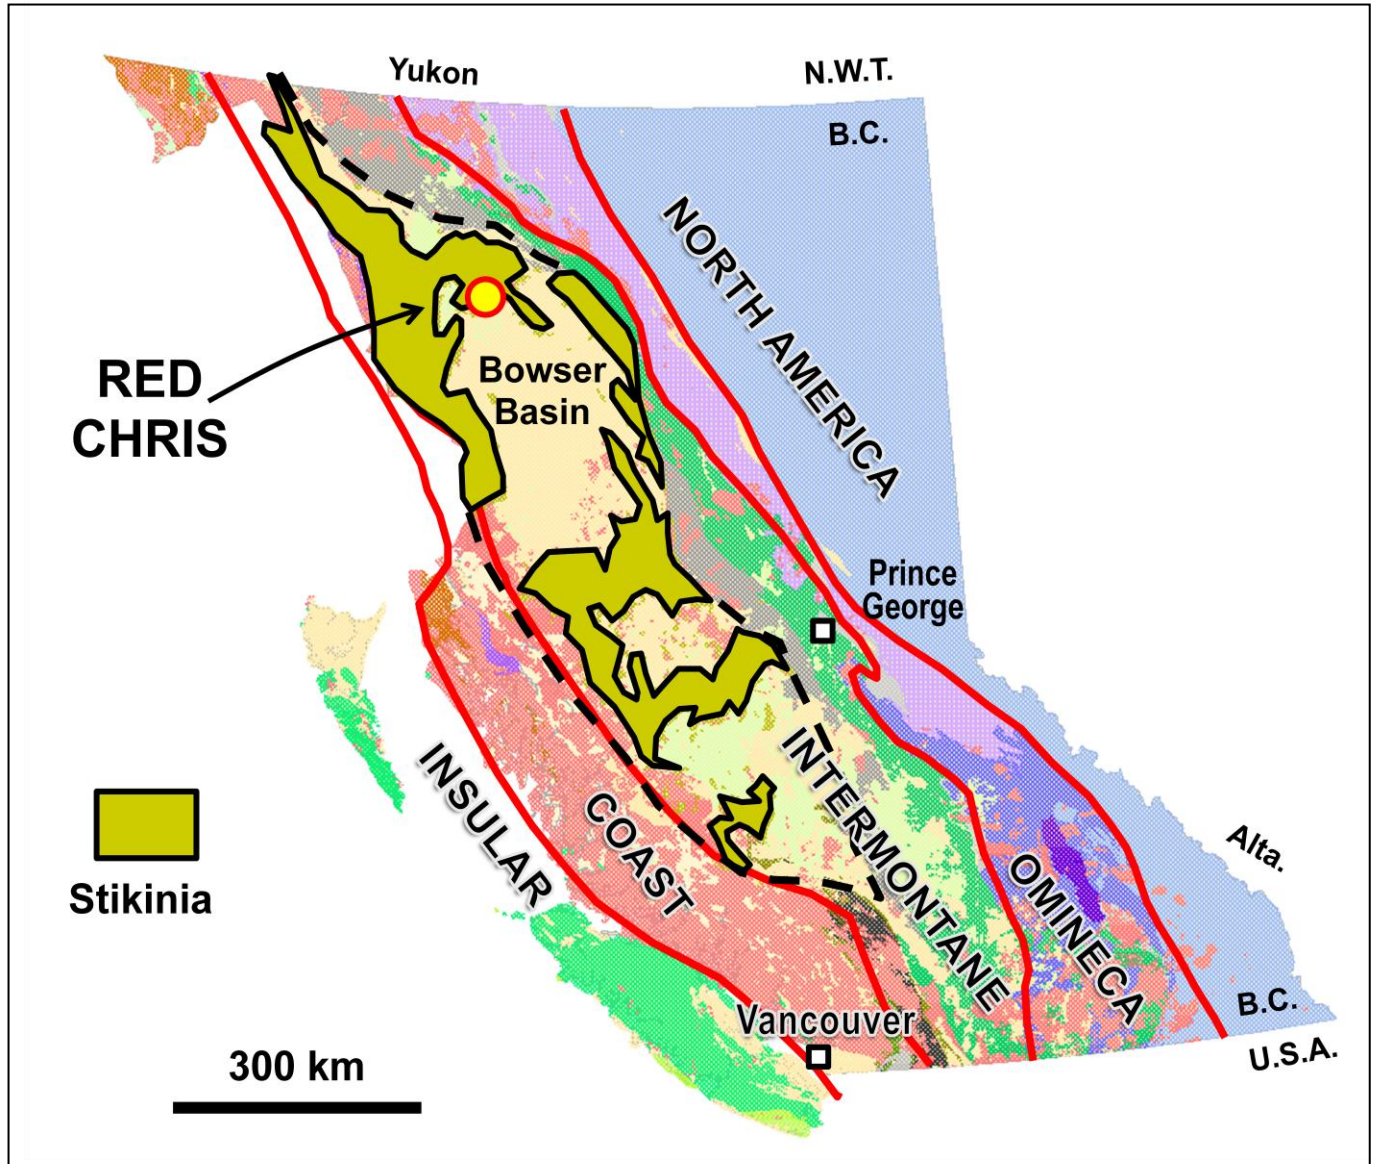 Yukon
N.W.T.
B.C.
NORTH AMERICA
RED
CHRIS
Bowser
Basin
Prince
George
INSULAR
COAST
INTERMONTANE
OMINECA
Alta.
Stikinia
Vancouver
B.C.
U.S.A.
300 km